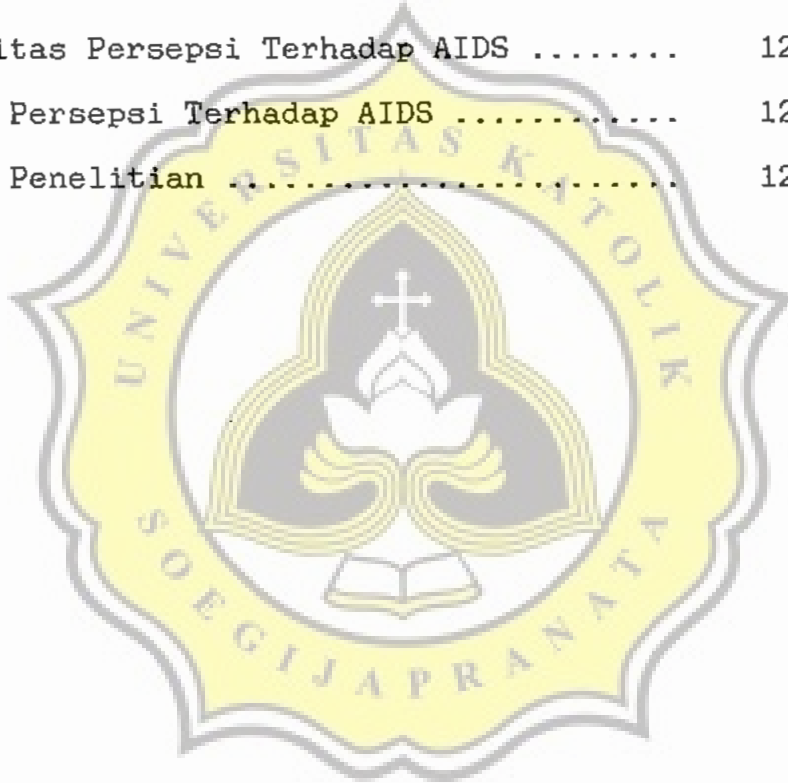 itas Persepsi Terhadap AIDS ........ 12
Persepsi Terhadap AIDS ............ 12
Penelitian ........................ 12
UNIVERSITAS KATOLIK
SOEGIJAPRANATA